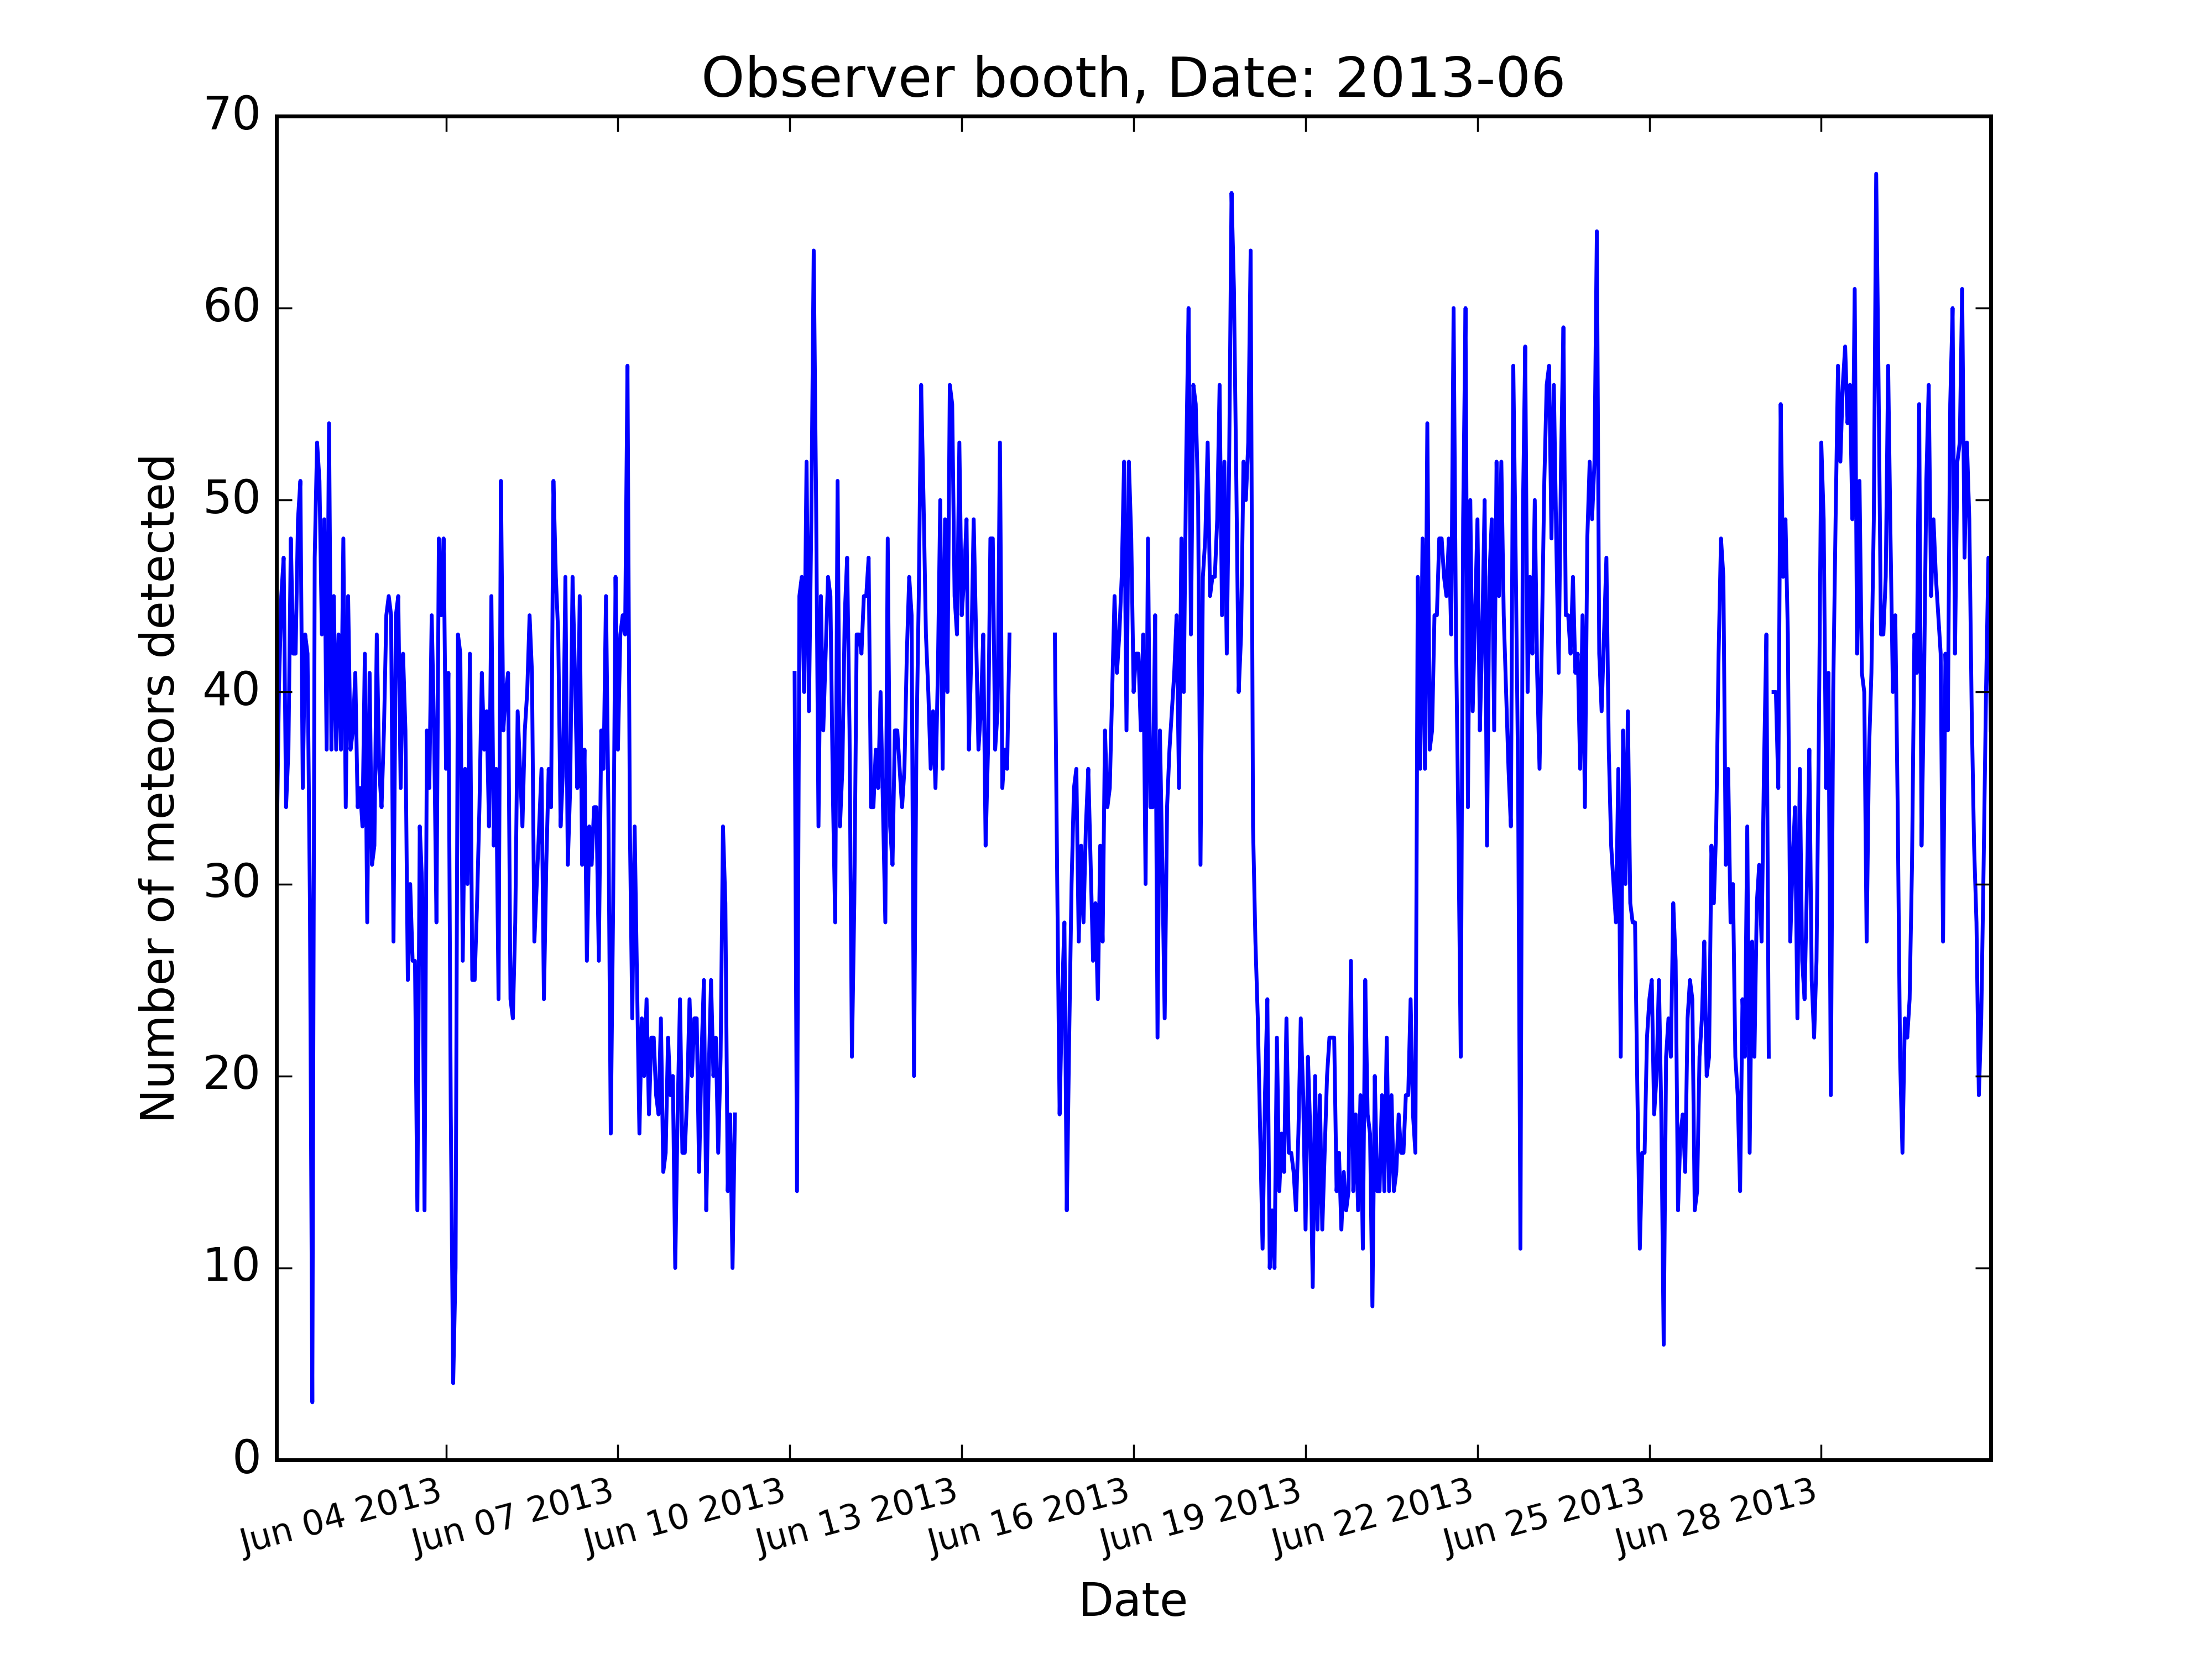 Observer booth, Date: 2013-06
70
60
50
40
30
20
10
0
Number of meteors detected
Jun 04 2013
Jun 07 2013
Jun 10 2013
Jun 13 2013
Jun 16 2013
Jun 19 2013
Jun 22 2013
Jun 25 2013
Jun 28 2013
Date